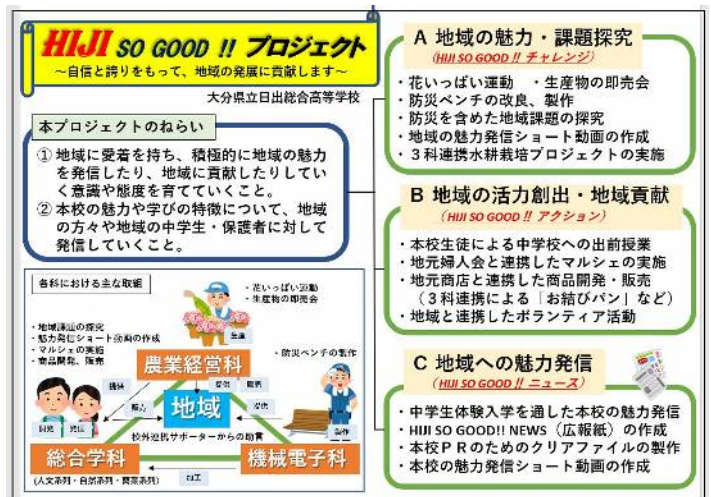 HIJI SO GOOD !! プロジェクト
～自信と誇りをもって、地域の発展に貢献します～
大分県立日出総合高等学校
本プロジェクトのねらい
① 地域に愛着を持ち、積極的に地域の魅力
を発信したり、地域に貢献したりしてい
く意識や態度を育てていくこと。
② 本校の魅力や学びの特徴について、地域
の方々や地域の中学生・保護者に対して
発信していくこと。
各科における主な取組
・花いっぱい運動
・生産物の即売会
生産
・地域課題の探究
・魅力発信ショート動画の作成
・マルシェの実施
・商品開発、販売
・防災ベンチの製作
農業経営科
提供
提供
販売
地域
販売
提供
開発
発信
製作
校外連携サポーターからの助言
総合学科
機械電子科
(人文系列・自然系列・商業系列)
加工
A 地域の魅力・課題探究
(HIJI SO GOOD !! チャレンジ)
・花いっぱい運動 ・生産物の即売会
・防災ベンチの改良、製作
・防災を含めた地域課題の探究
・地域の魅力発信ショート動画の作成
・３科連携水耕栽培プロジェクトの実施
B 地域の活力創出・地域貢献
(HIJI SO GOOD !! アクション)
・本校生徒による中学校への出前授業
・地元婦人会と連携したマルシェの実施
・地元商店と連携した商品開発・販売
（３科連携による「お結びパン」など）
・地域と連携したボランティア活動
C 地域への魅力発信
(HIJI SO GOOD !! ニュース)
・中学生体験入学を通した本校の魅力発信
・HIJI SO GOOD!! NEWS（広報紙）の作成
・本校ＰＲのためのクリアファイルの製作
・本校の魅力発信ショート動画の作成